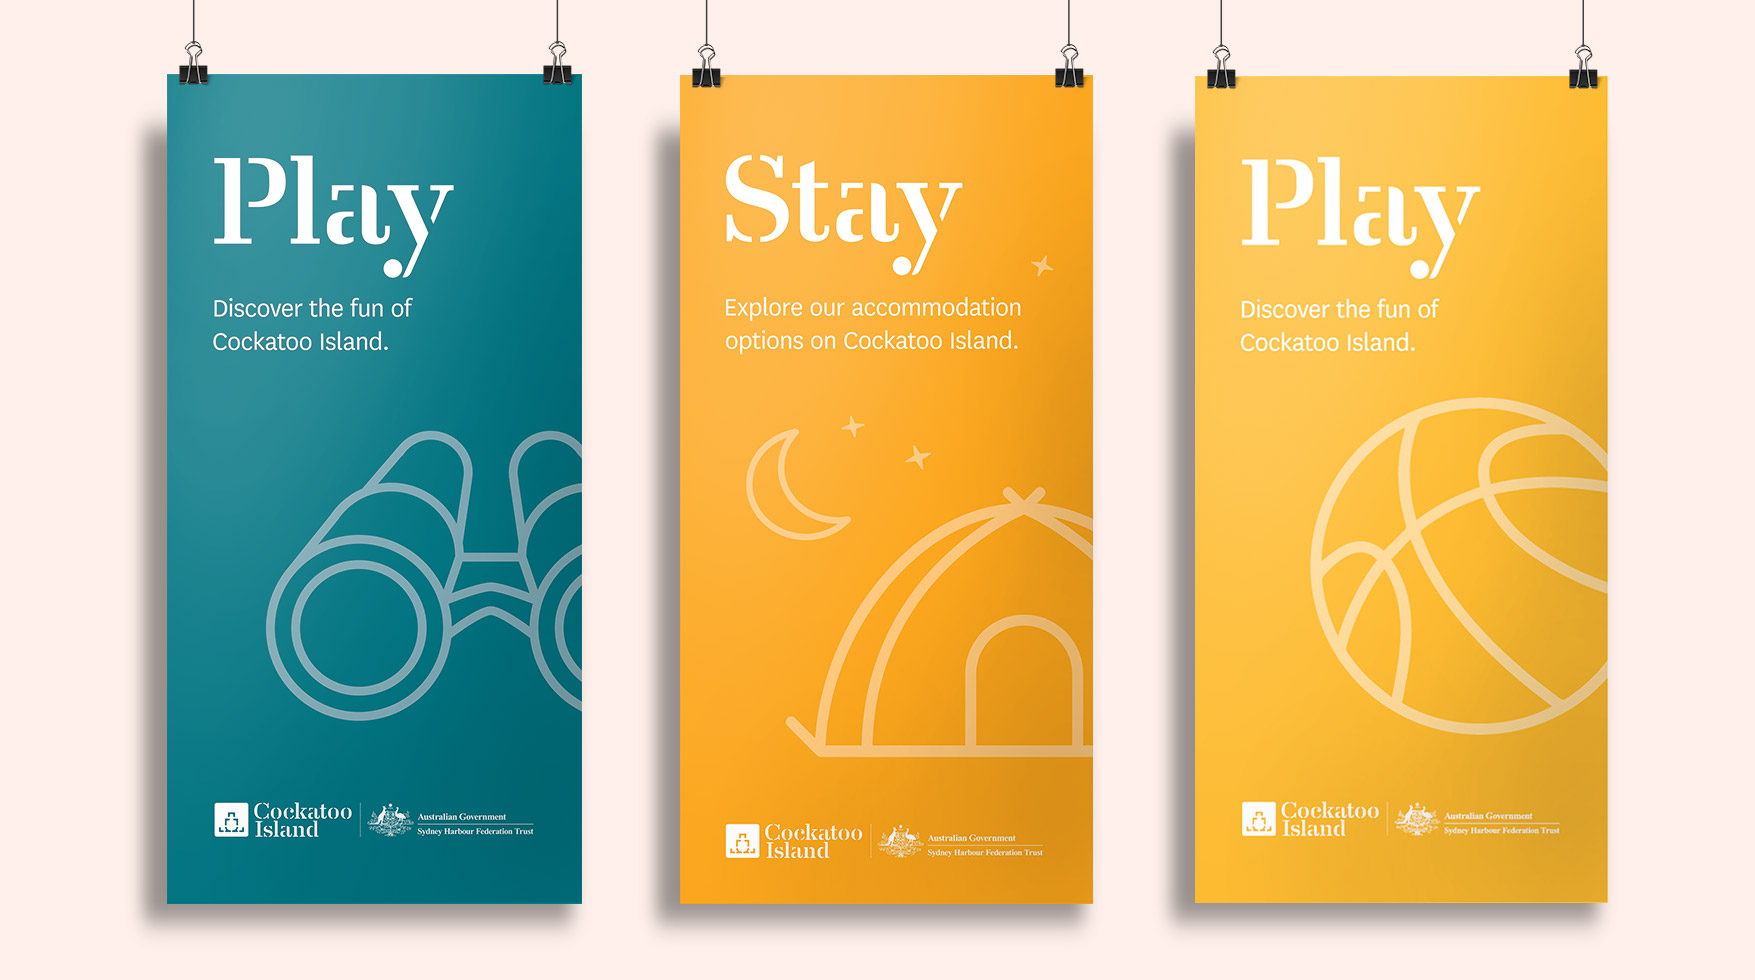 Play
Discover the fun of
Cockatoo Island.
Cockatoo
Island
Australian Government
Sydney Harbour Federation Trust
Stay
Explore our accommodation
options on Cockatoo Island.
Cockatoo
Island
Australian Government
Sydney Harbour Federation Trust
Play
Discover the fun of
Cockatoo Island.
Cockatoo
Island
Australian Government
Sydney Harbour Federation Trust